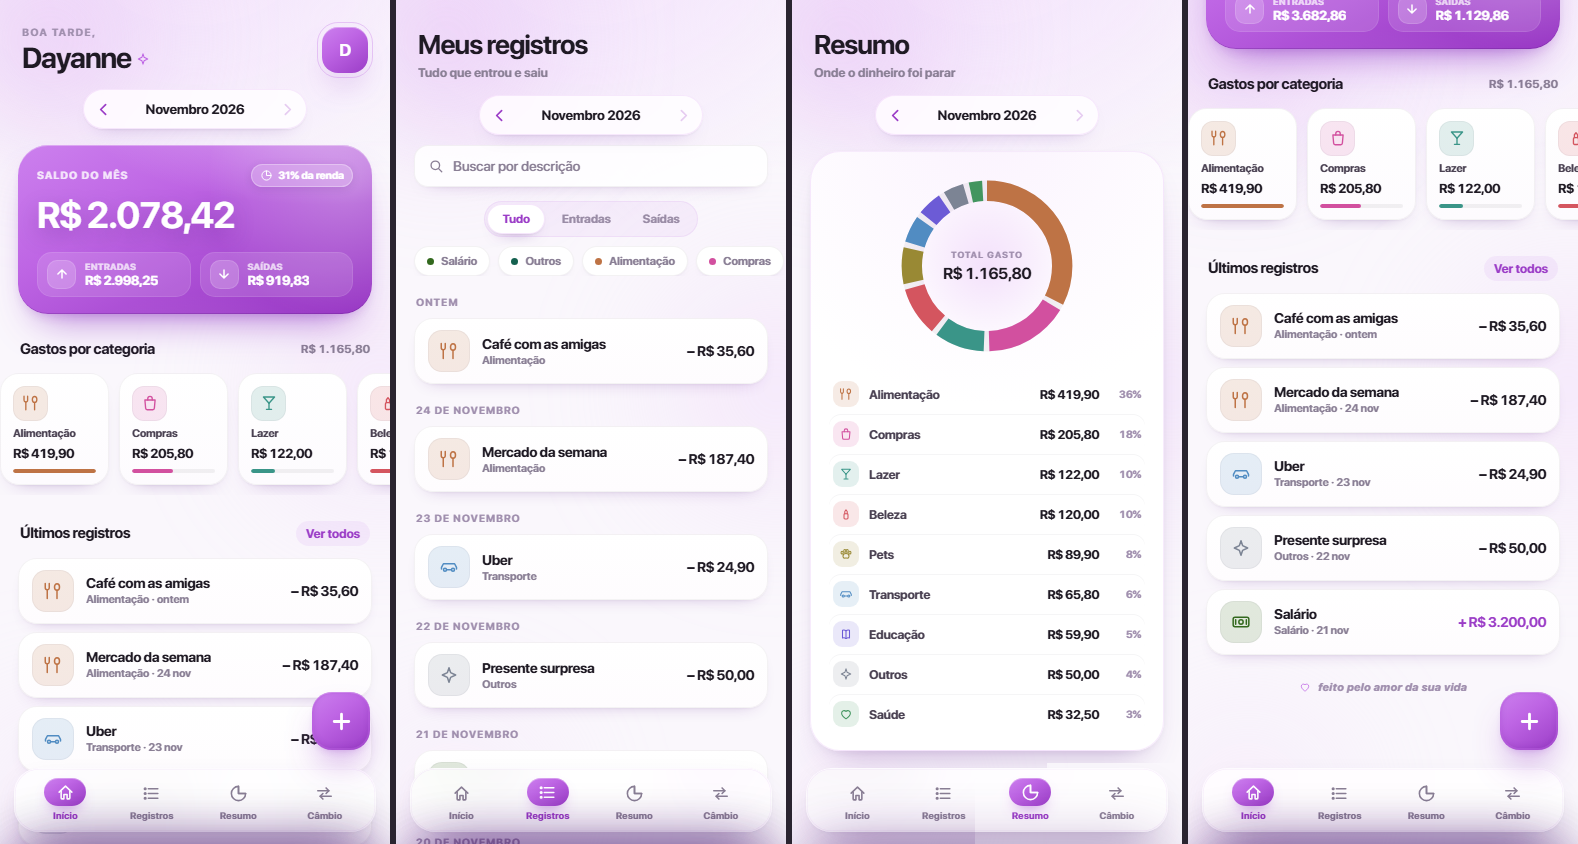 BOA TARDE,
Dayanne
D
Novembro 2026
SALDO DO MÊS
31% da renda
R$ 2.078,42
ENTRADAS
R$ 2.998,25
SAÍDAS
R$ 919,83
Gastos por categoria
R$ 1.165,80
Alimentação
R$ 419,90
Compras
R$ 205,80
Lazer
R$ 122,00
Últimos registros
Ver todos
Café com as amigas
Alimentação · ontem
– R$ 35,60
Mercado da semana
Alimentação · 24 nov
– R$ 187,40
Uber
Transporte · 23 nov
Início
Registros
Resumo
Câmbio
Meus registros
Tudo que entrou e saiu
Novembro 2026
Buscar por descrição
Tudo
Entradas
Saídas
Salário
Outros
Alimentação
Compras
ONTEM
Café com as amigas
Alimentação
– R$ 35,60
24 DE NOVEMBRO
Mercado da semana
Alimentação
– R$ 187,40
23 DE NOVEMBRO
Uber
Transporte
– R$ 24,90
22 DE NOVEMBRO
Presente surpresa
Outros
– R$ 50,00
21 DE NOVEMBRO
Início
Registros
Resumo
Câmbio
20 DE NOVEMBRO
Resumo
Onde o dinheiro foi parar
Novembro 2026
TOTAL GASTO
R$ 1.165,80
Alimentação R$ 419,90 36%
Compras R$ 205,80 18%
Lazer R$ 122,00 10%
Beleza R$ 120,00 10%
Pets R$ 89,90 8%
Transporte R$ 65,80 6%
Educação R$ 59,90 5%
Outros R$ 50,00 4%
Saúde R$ 32,50 3%
Início
Registros
Resumo
Câmbio
ENTRADAS
R$ 3.682,86
SAÍDAS
R$ 1.129,86
Gastos por categoria
R$ 1.165,80
Alimentação
R$ 419,90
Compras
R$ 205,80
Lazer
R$ 122,00
Últimos registros
Ver todos
Café com as amigas
Alimentação · ontem
– R$ 35,60
Mercado da semana
Alimentação · 24 nov
– R$ 187,40
Uber
Transporte · 23 nov
– R$ 24,90
Presente surpresa
Outros · 22 nov
– R$ 50,00
Salário
Salário · 21 nov
+ R$ 3.200,00
feito pelo amor da sua vida
Início
Registros
Resumo
Câmbio